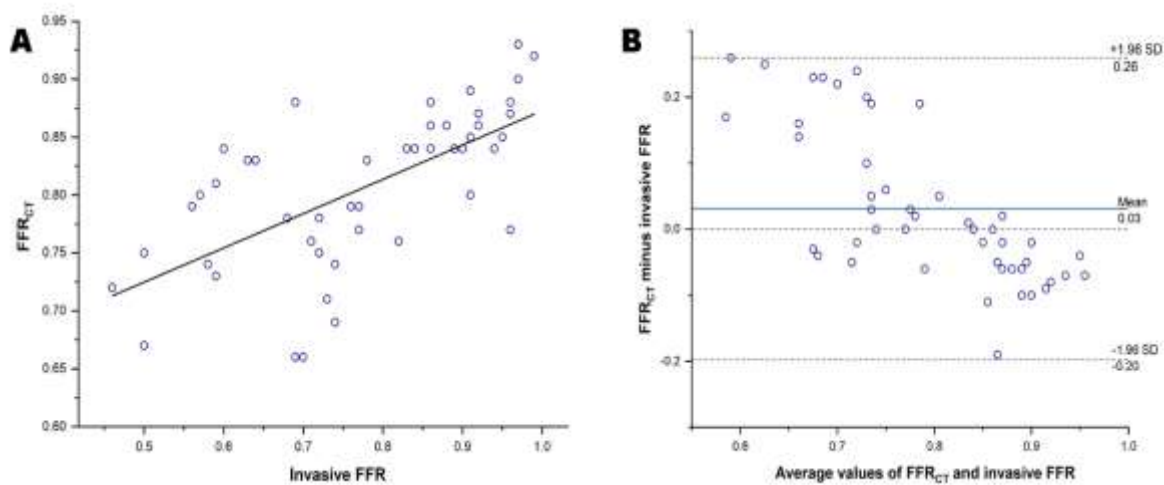 A
B
0.95
0.90
0.85
0.80
0.75
0.70
0.65
0.60
FFRCT
0.5
0.6
0.7
0.8
0.9
1.0
Invasive FFR
+1.96 SD
0.26
Mean
0.03
-1.96 SD
-0.20
0.2
0.0
-0.2
FFRCT minus invasive FFR
0.6
0.7
0.8
0.9
1.0
Average values of FFRCT and invasive FFR